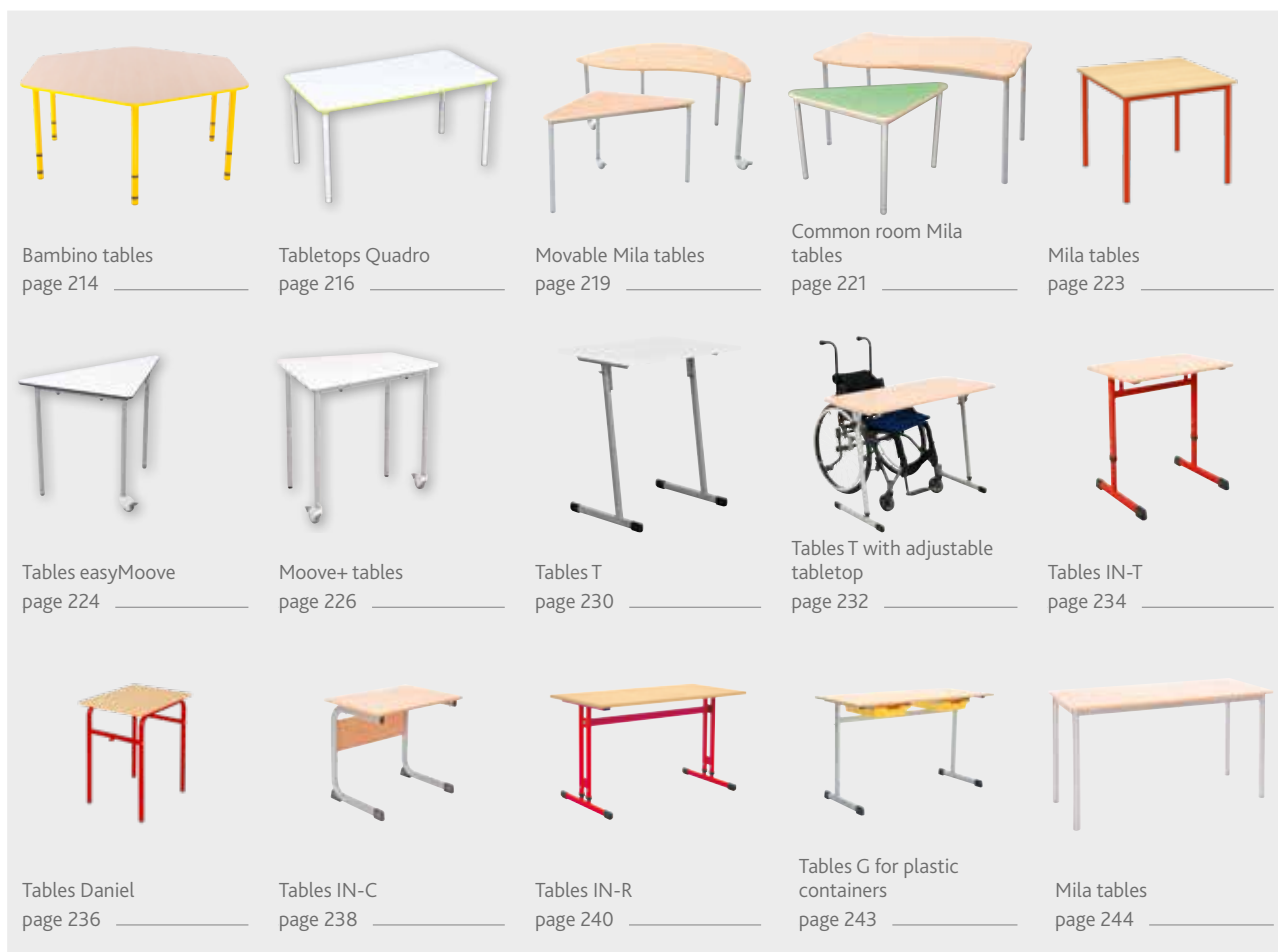 Bambino tables
page 214
Tabletops Quadro
page 216
Movable Mila tables
page 219
Common room Mila
tables
page 221
Mila tables
page 223
Tables easyMoove
page 224
Moove+ tables
page 226
Tables T
page 230
Tables T with adjustable
tabletop
page 232
Tables IN-T
page 234
Tables Daniel
page 236
Tables IN-C
page 238
Tables IN-R
page 240
Tables G for plastic
containers
page 243
Mila tables
page 244